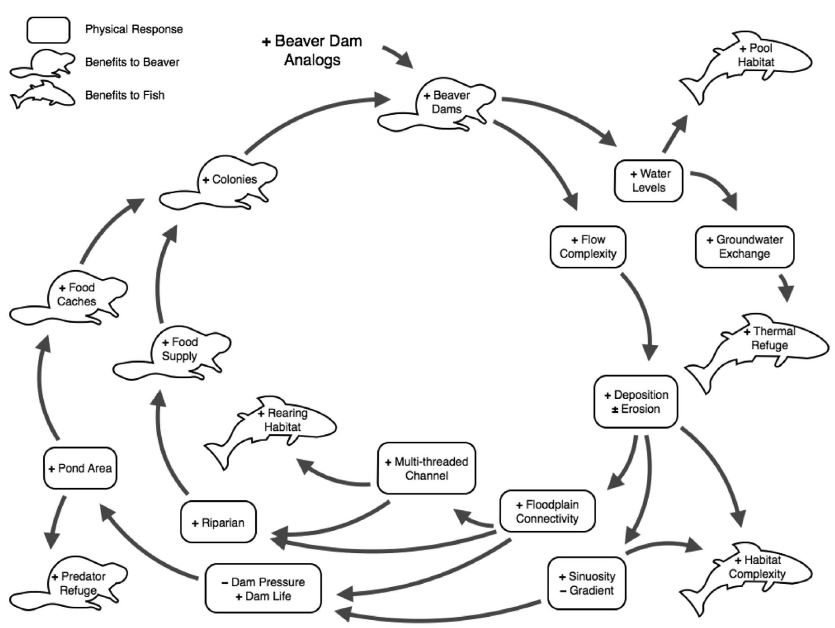 Physical Response
Benefits to Beaver
Benefits to Fish
+ Beaver Dam
Analogs
+ Beaver
Dams
+ Pool
Habitat
+ Colonies
+ Water
Levels
+ Flow
Complexity
+ Groundwater
Exchange
+ Food
Caches
+ Food
Supply
+ Thermal
Refuge
+ Deposition
± Erosion
+ Rearing
Habitat
+ Pond Area
+ Multi-threaded
Channel
+ Riparian
+ Floodplain
Connectivity
+ Predator
Refuge
– Dam Pressure
+ Dam Life
+ Sinuosity
– Gradient
+ Habitat
Complexity